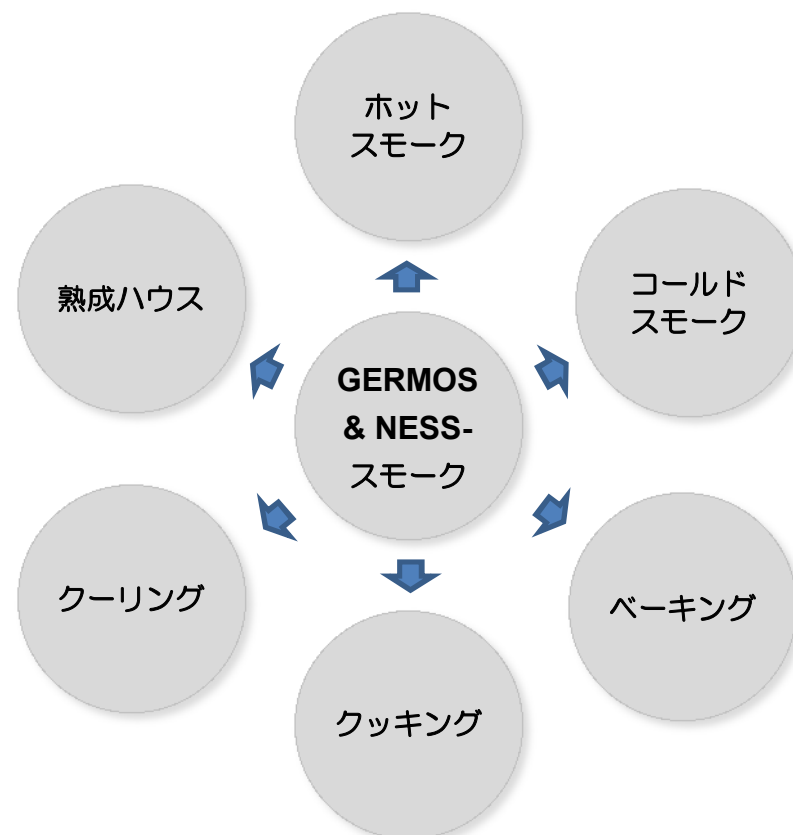 ホット
スモーク
熟成ハウス
コールド
スモーク
GERMOS
& NESS-
スモーク
クーリング
ベーキング
クッキング